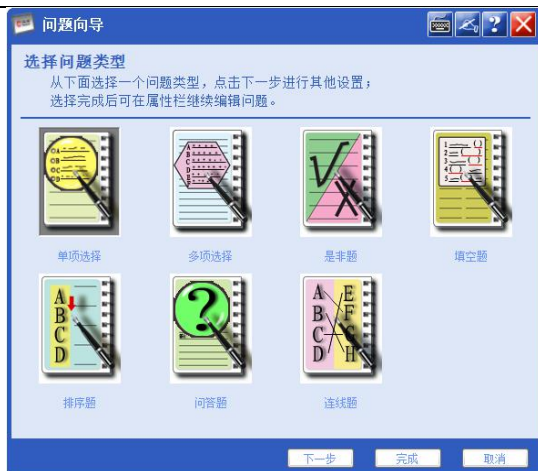 问题向导
选择问题类型
从下面选择一个问题类型，点击下一步进行其他设置；
选择完成后可在属性栏继续编辑问题。
单项选择
多项选择
是非题
填空题
排序题
问答题
连线题
下一步
完成
取消